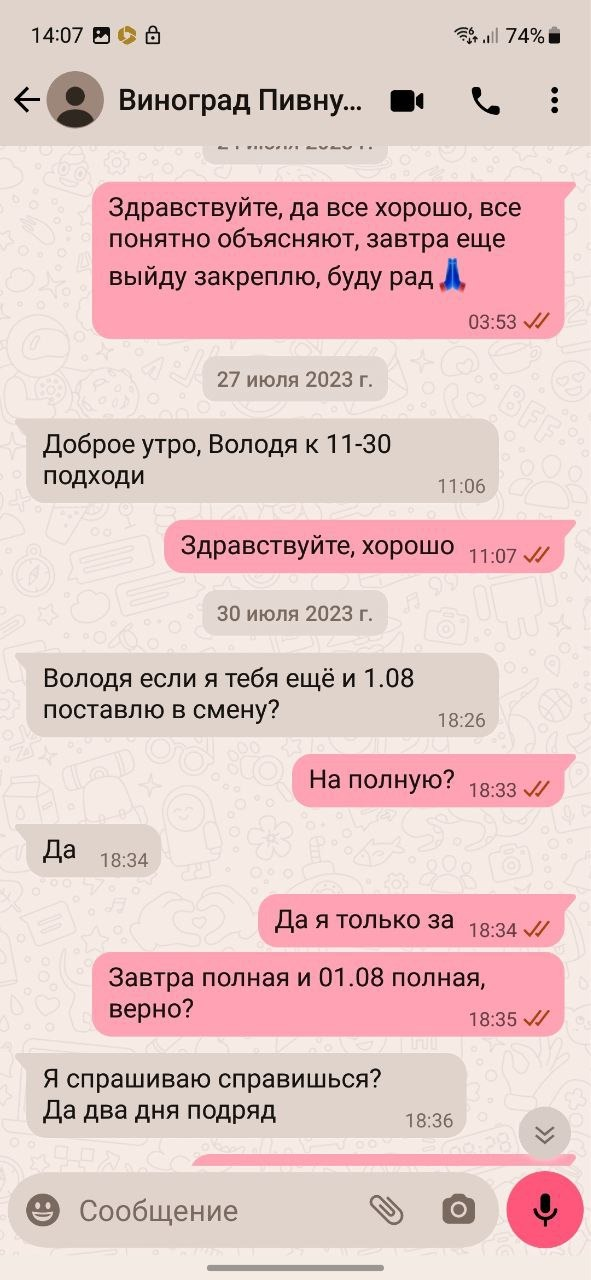 14:07
74%
Виноград Пивну...
Здравствуйте, да все хорошо, все
понятно объясняют, завтра еще
выйду закреплю, буду рад🙏
03:53
27 июля 2023 г.
Доброе утро, Володя к 11-30
подходи
11:06
Здравствуйте, хорошо
11:07
30 июля 2023 г.
Володя если я тебя ещё и 1.08
поставлю в смену?
18:26
На полную?
18:33
Да
18:34
Да я только за
18:34
Завтра полная и 01.08 полная,
верно?
18:35
Я спрашиваю справишься?
Да два дня подряд
18:36
Сообщение